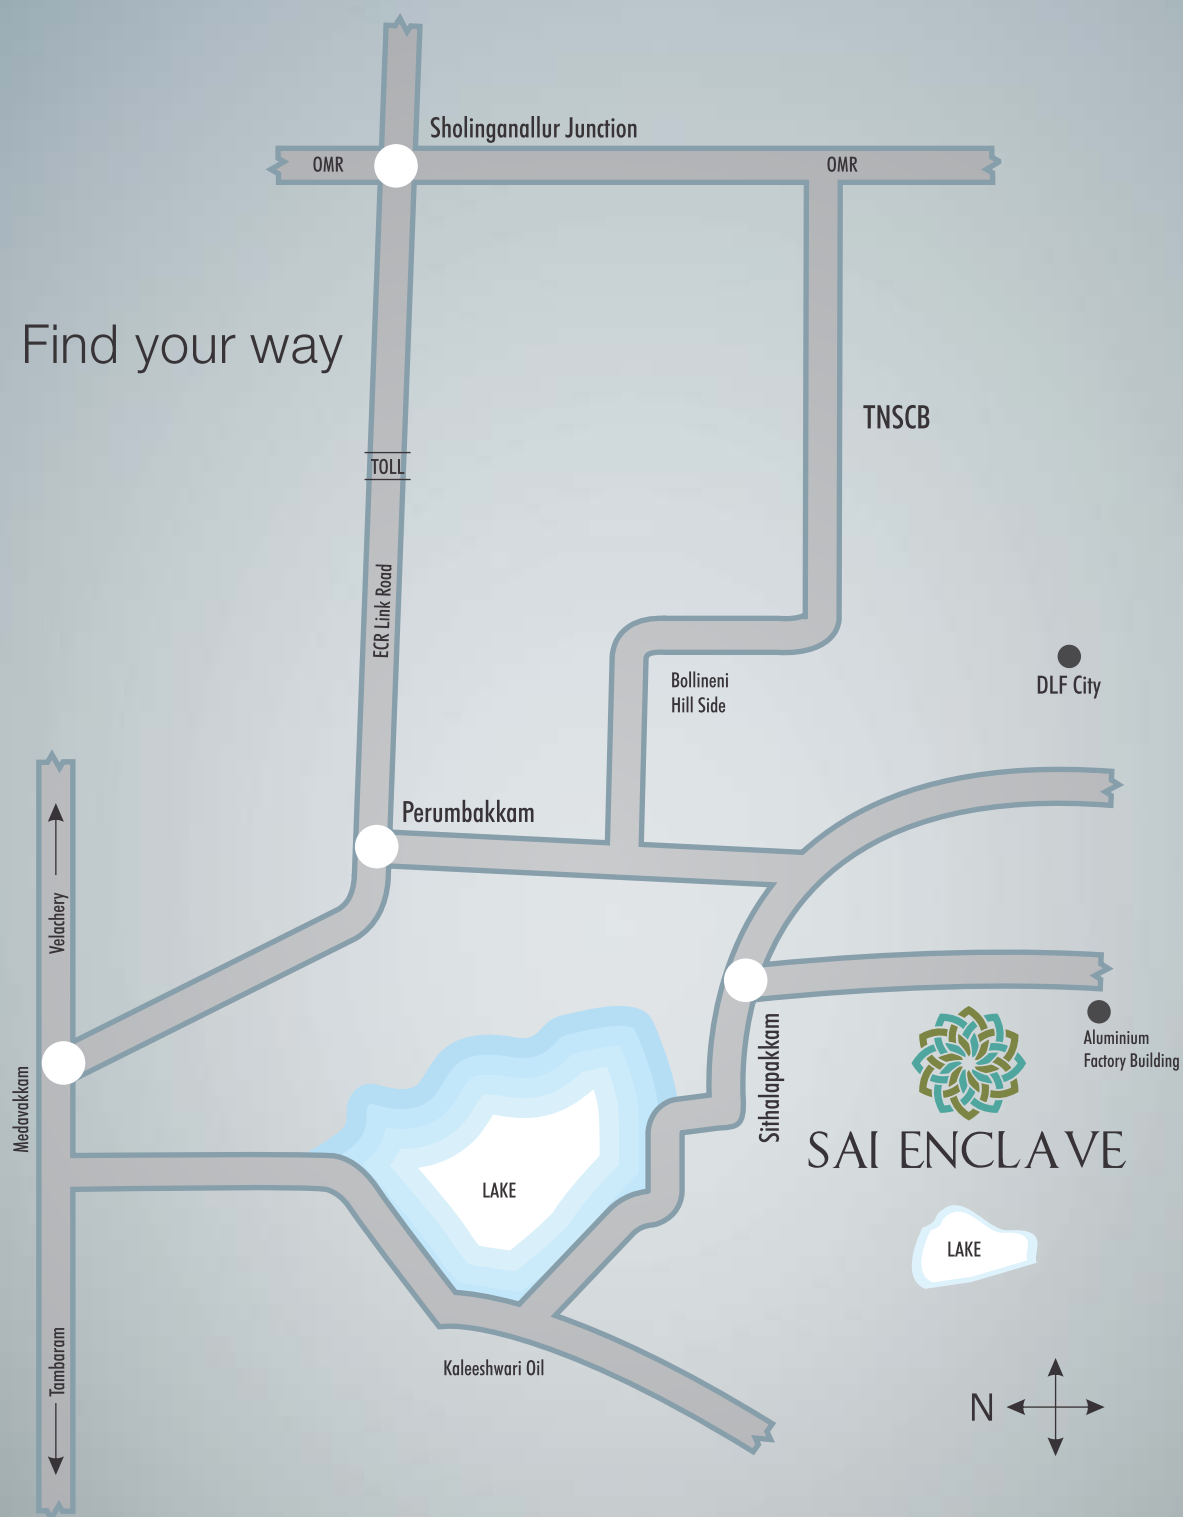 Sholinganallur Junction
OMR
OMR
Find your way
TNSCB
TOLL
ECR Link Road
Bollineni
Hill Side
DLF City
Perumbakkam
Velachery
Medavakkam
Sithalapakkam
Aluminium
Factory Building
SAI ENCLAVE
LAKE
LAKE
Tambaram
Kaleeshwari Oil
N